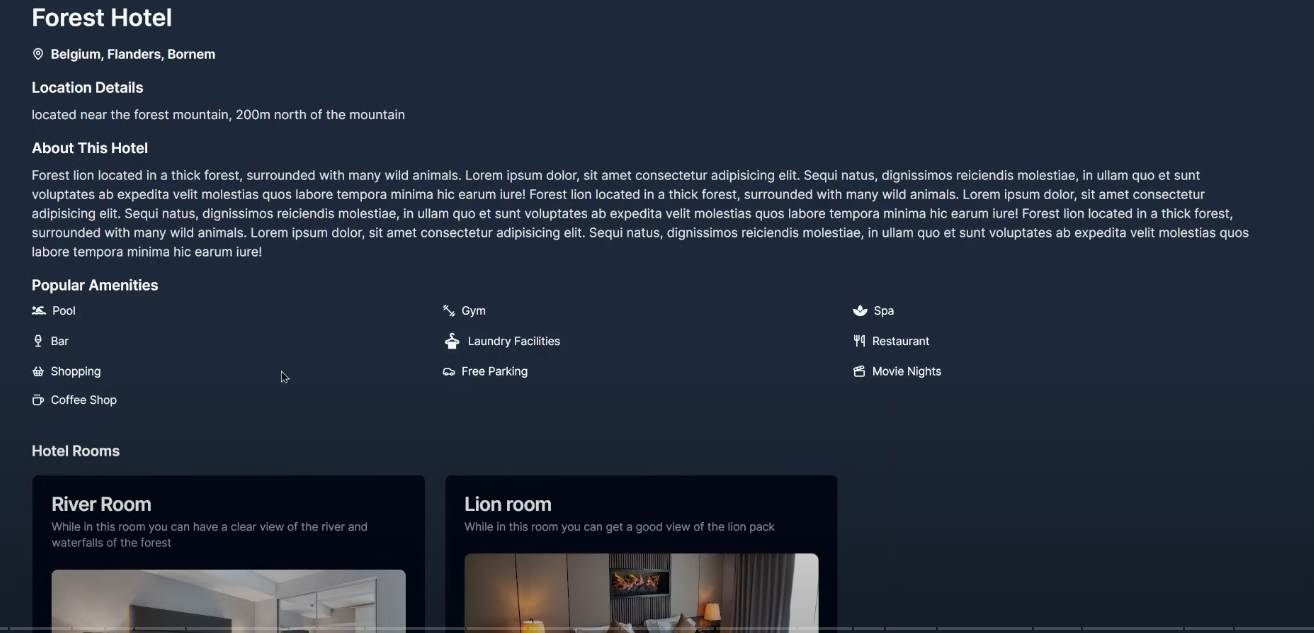 Forest Hotel
Belgium, Flanders, Bornem
Location Details
located near the forest mountain, 200m north of the mountain
About This Hotel
Forest lion located in a thick forest, surrounded with many wild animals. Lorem ipsum dolor, sit amet consectetur adipisicing elit. Sequi natus, dignissimos reiciendis molestiae, in ullam quo et sunt
voluptates ab expedita velit molestias quos labore tempora minima hic earum iure! Forest lion located in a thick forest, surrounded with many wild animals. Lorem ipsum dolor, sit amet consectetur
adipisicing elit. Sequi natus, dignissimos reiciendis molestiae, in ullam quo et sunt voluptates ab expedita velit molestias quos labore tempora minima hic earum iure! Forest lion located in a thick forest,
surrounded with many wild animals. Lorem ipsum dolor, sit amet consectetur adipisicing elit. Sequi natus, dignissimos reiciendis molestiae, in ullam quo et sunt voluptates ab expedita velit molestias quos
labore tempora minima hic earum iure!
Popular Amenities
Pool
Gym
Spa
Bar
Laundry Facilities
Restaurant
Shopping
Free Parking
Movie Nights
Coffee Shop
Hotel Rooms
River Room
While in this room you can have a clear view of the river and
waterfalls of the forest
Lion room
While in this room you can get a good view of the lion pack